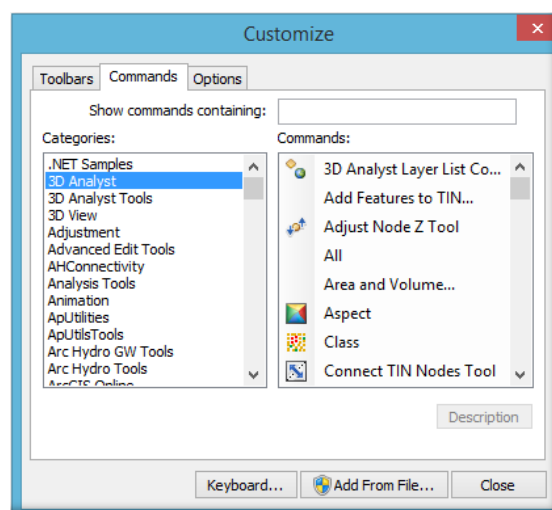 Customize
Toolbars Commands Options
Show commands containing:
Categories:
Commands:
.NET Samples
3D Analyst
3D Analyst Tools
3D View
Adjustment
Advanced Edit Tools
AHConnectivity
Analysis Tools
Animation
ApUtilities
ApUtilsTools
Arc Hydro GW Tools
Arc Hydro Tools
ArcGIS Online
3D Analyst Layer List Co...
Add Features to TIN...
Adjust Node Z Tool
All
Area and Volume...
Aspect
Class
Connect TIN Nodes Tool
Description
Keyboard... Add From File... Close